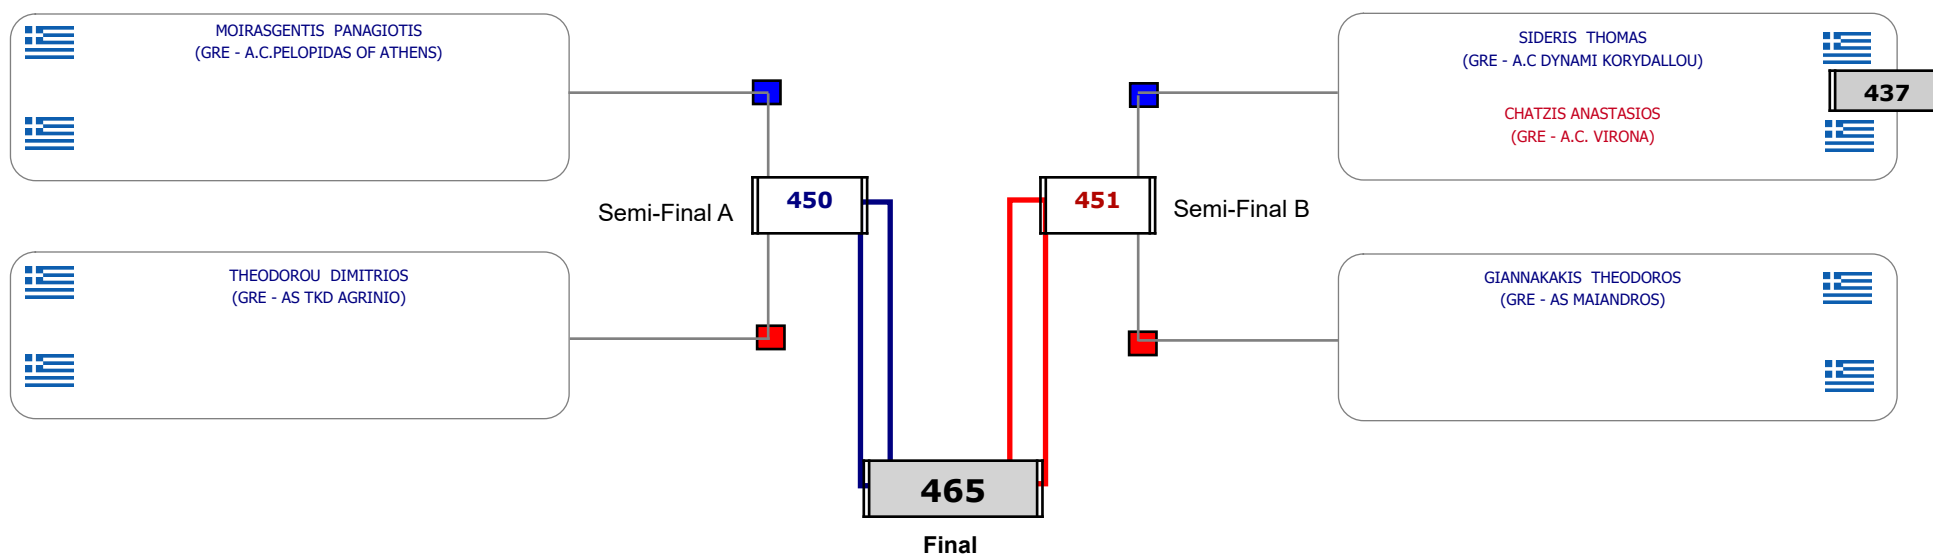 MOIRASGENTIS PANAGIOTIS
(GRE - A.C.PELOPIDAS OF ATHENS)
SIDERIS THOMAS
(GRE - A.C DYNAMI KORYDALLOU)
437
CHATZIS ANASTASIOS
(GRE - A.C. VIRONA)
Semi-Final A
450
451
Semi-Final B
THEODOROU DIMITRIOS
(GRE - AS TKD AGRINIO)
GIANNAKAKIS THEODOROS
(GRE - AS MAIANDROS)
465
Final